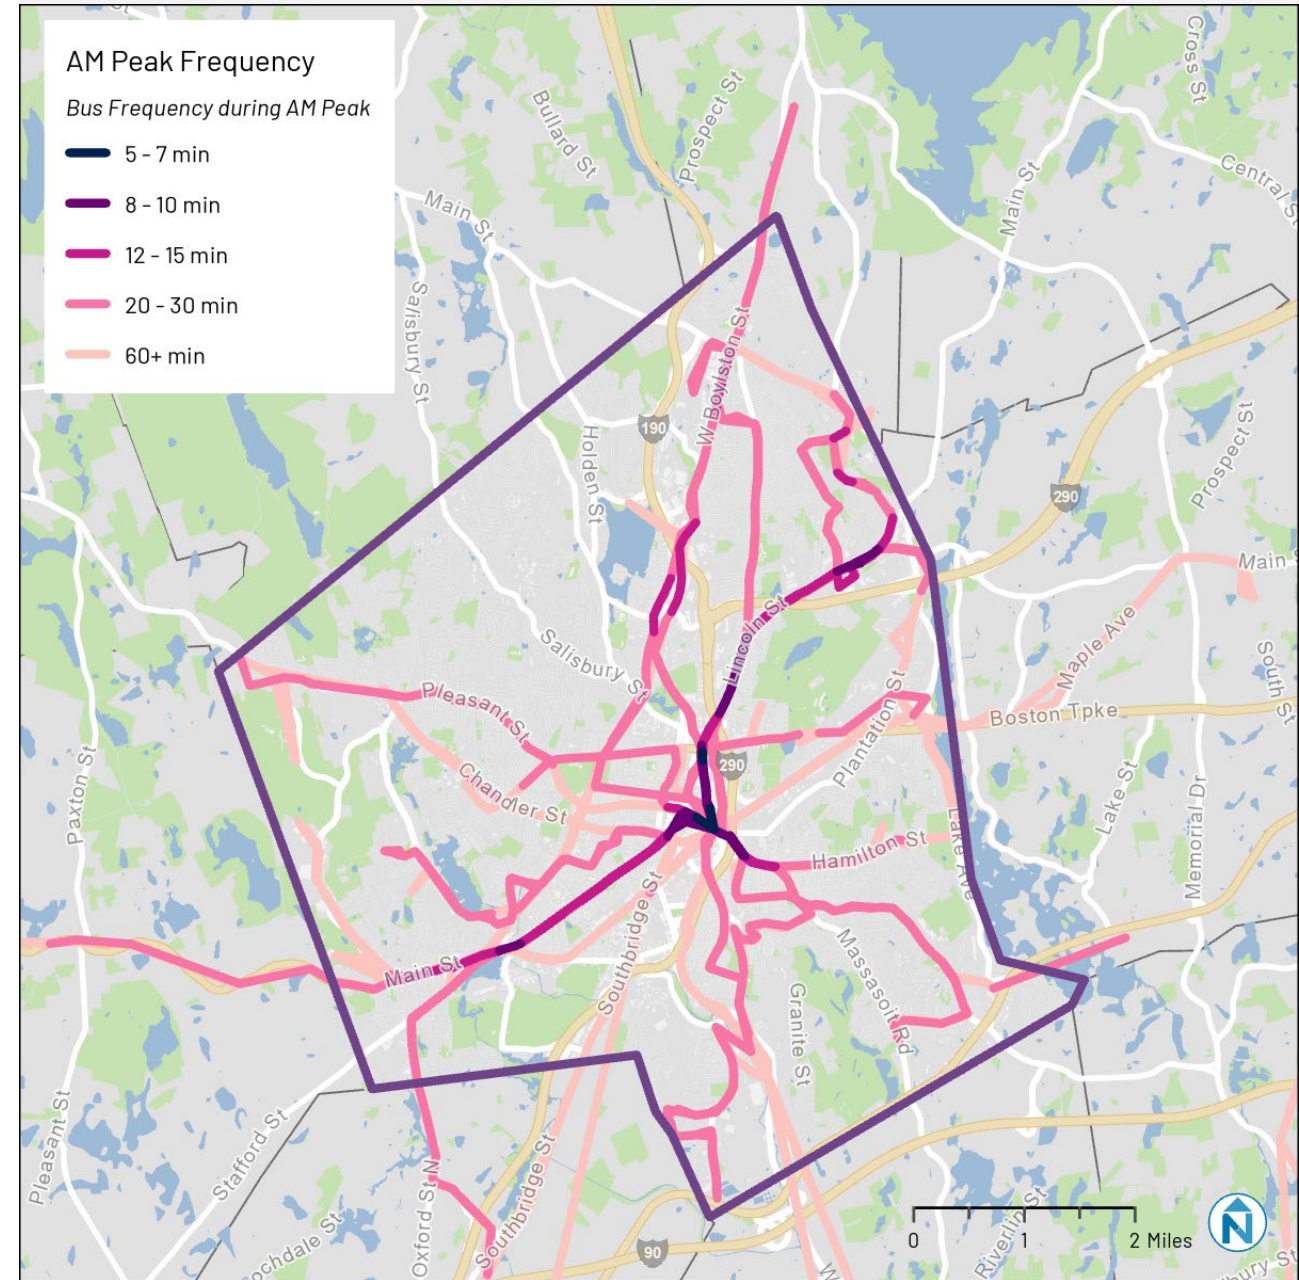 AM Peak Frequency
Bus Frequency during AM Peak
5 - 7 min
8 - 10 min
12 - 15 min
20 - 30 min
60+ min
Cross St
Prospect St
Bullard St
Central S
Main St
Main St
Salisbury St
W Boylston St
Holden St
190
290
Prospect St
Main S
Lincoln St
Salisbury St
Maple Ave
South St
Pleasant St
Plantation St
Boston Tpke
Paxton St
290
Chandler St
Lake St
Memorial Dr
Hamilton St
Lake Ave
Southbridge St
Main St
Massasoit Rd
Granite St
Pleasant St
Stafford St
Oxford St N
Southbridge St
ochdale St
Riverlin St
0 1 2 Miles
N
90
W
bury St